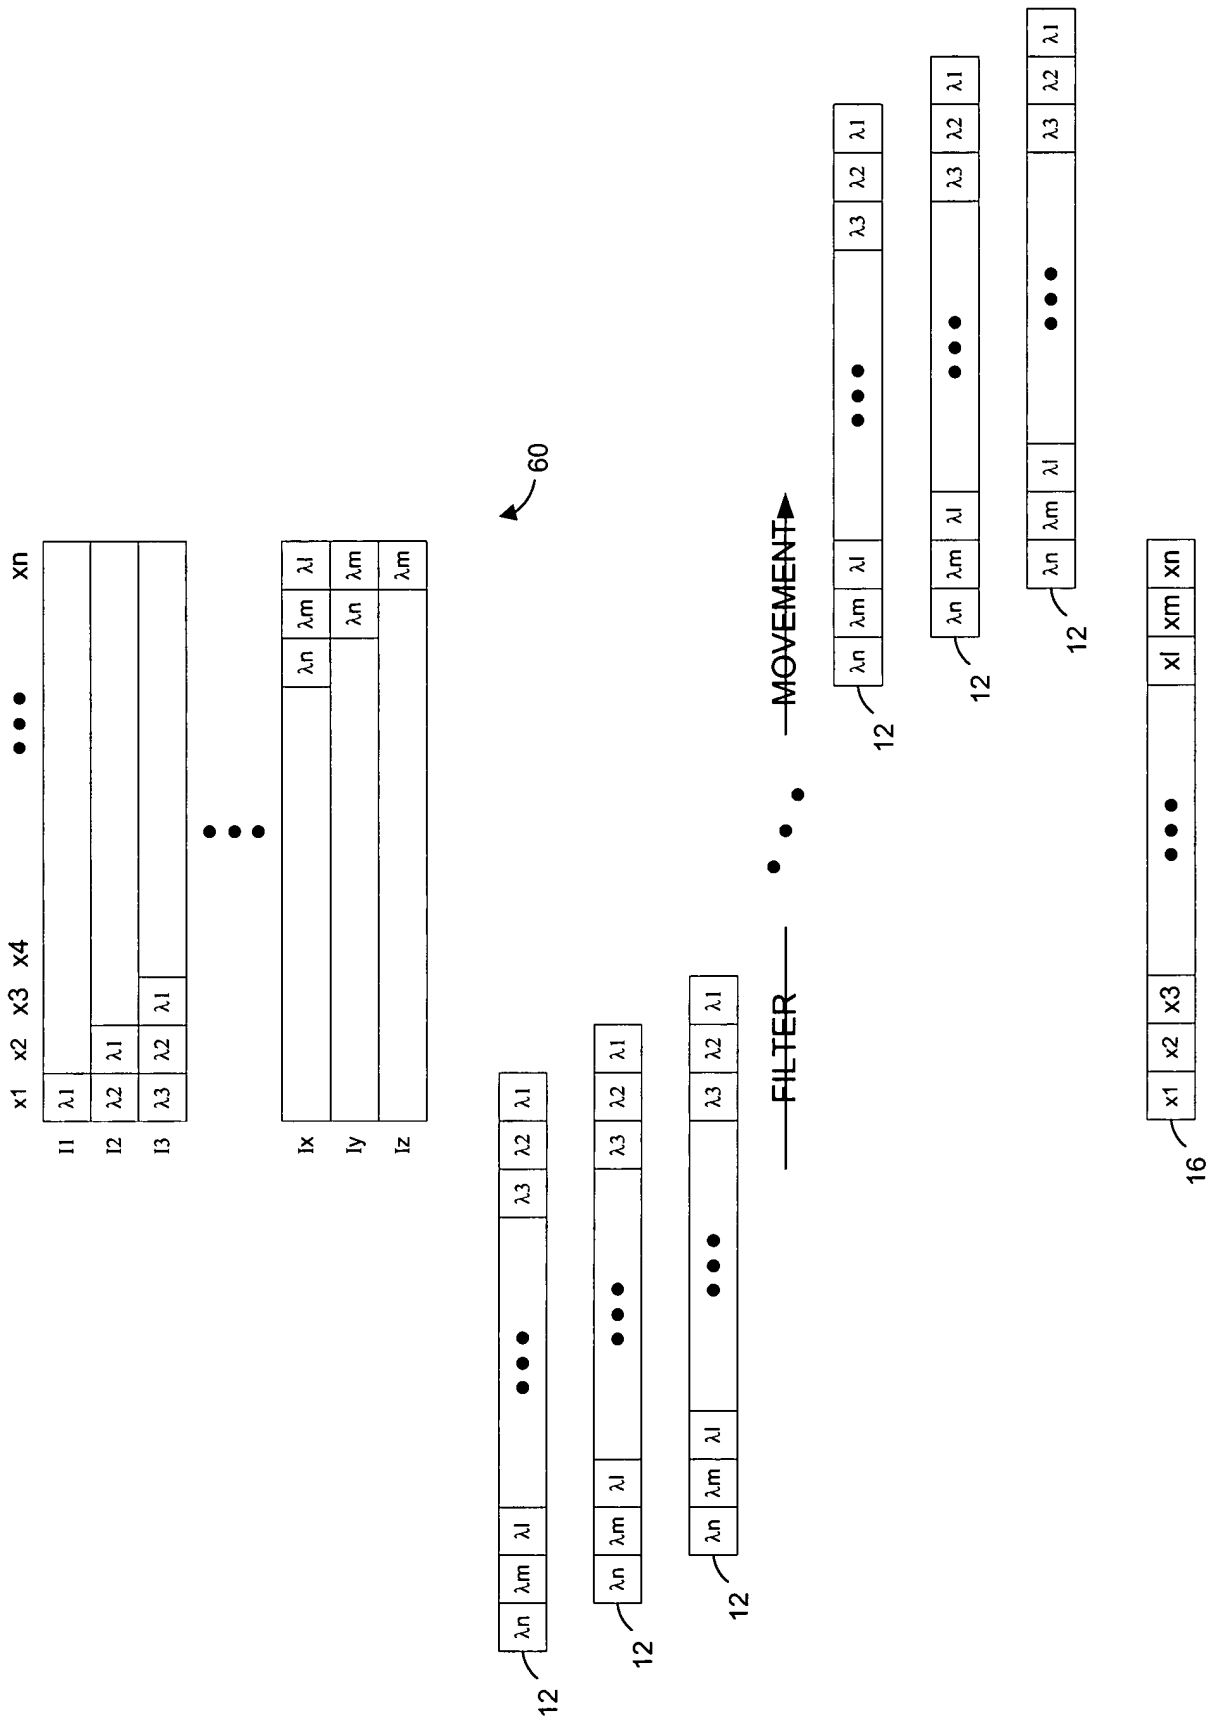 x1 x2 x3 x4 ••• xn
I1 λ1
I2 λ2 λ1
I3 λ3 λ2 λ1
•••
Ix λn λm λl
Iy λn λm
Iz λm
60
λn λm λl ••• λ3 λ2 λ1
12
λn λm λl ••• λ3 λ2 λ1
12
λn λm λl ••• λ3 λ2 λ1
12
FILTER ••• MOVEMENT
λn λm λl ••• λ3 λ2 λ1
12
λn λm λl ••• λ3 λ2 λ1
12
λn λm λl ••• λ3 λ2 λ1
12
x1 x2 x3 ••• xl xm xn
16